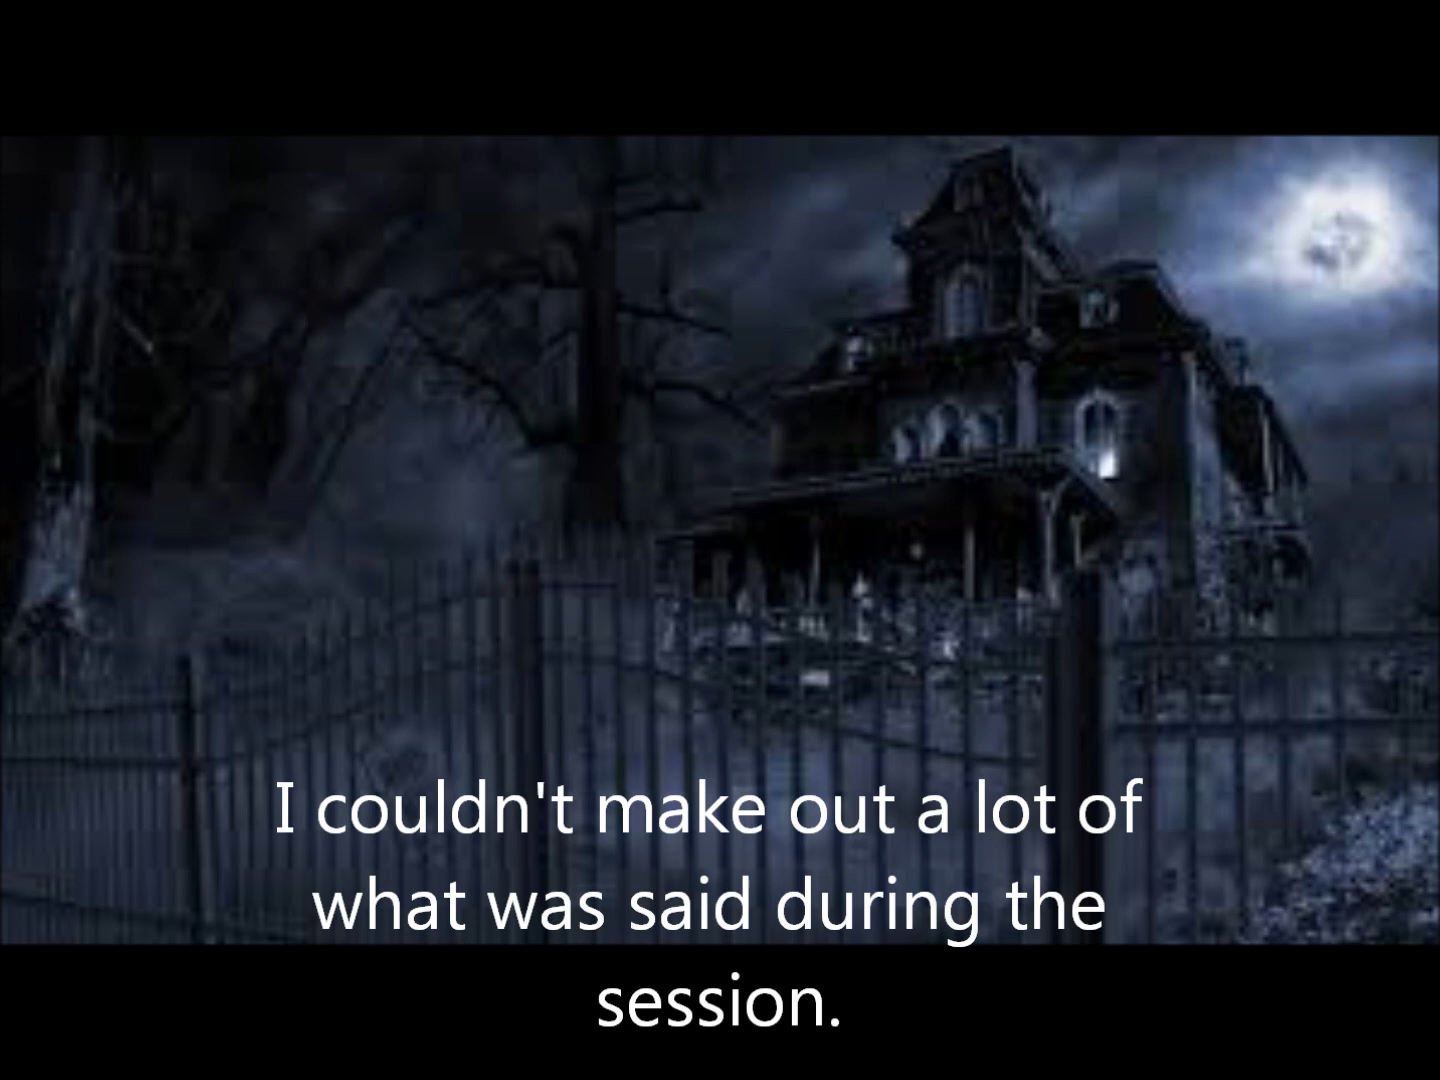 I couldn't make out a lot of
what was said during the
session.